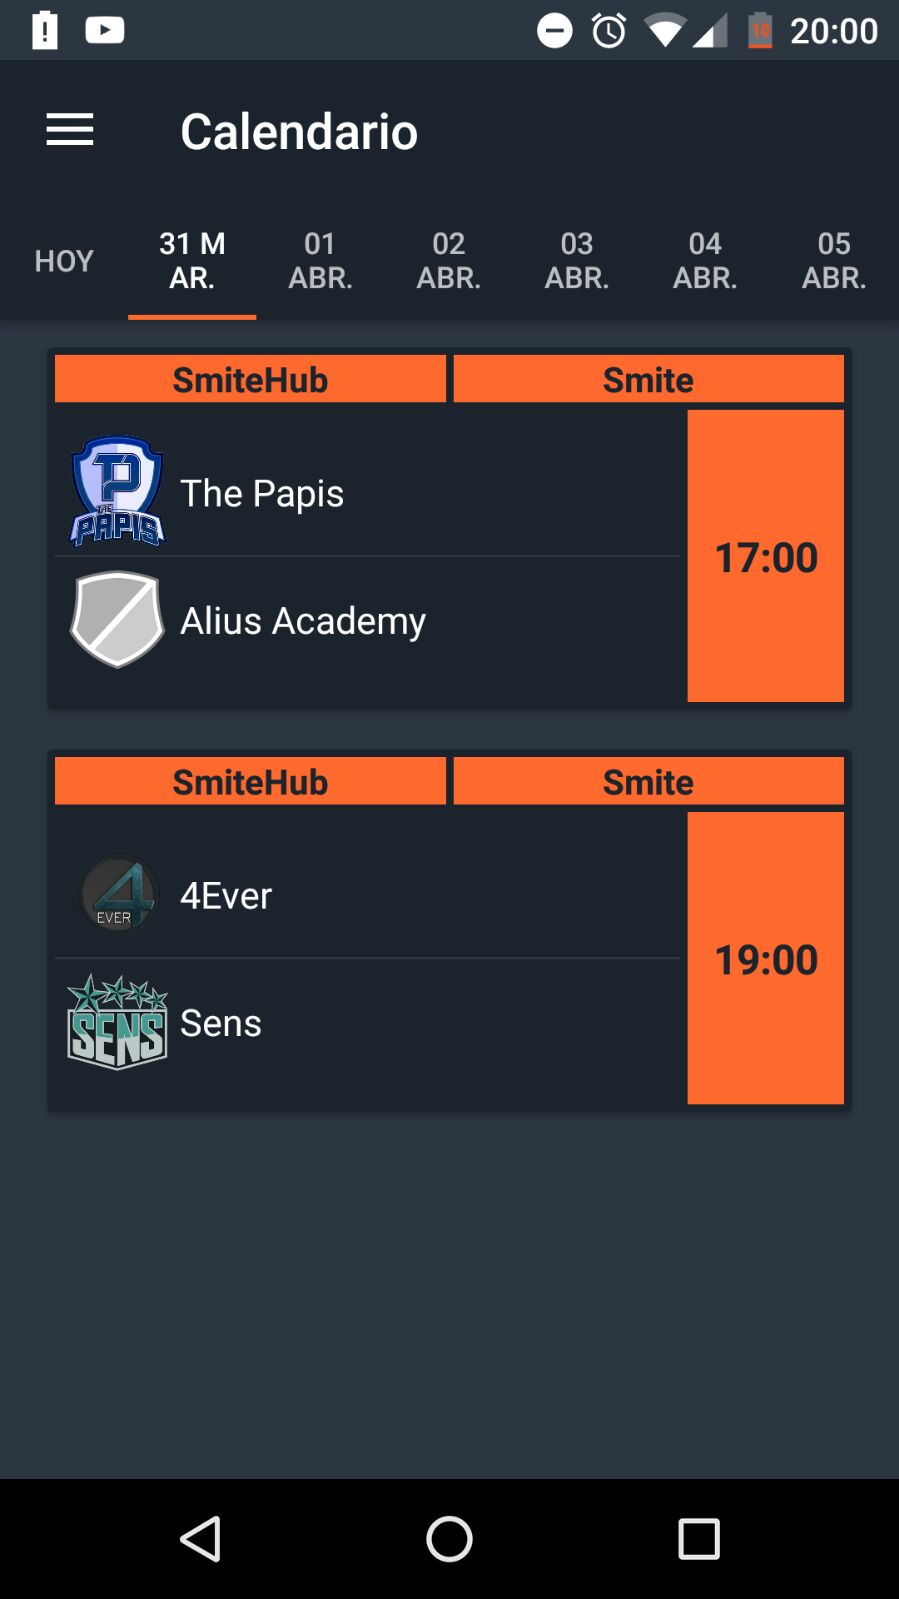 10 20:00
Calendario
HOY
31 M
AR.
01
ABR.
02
ABR.
03
ABR.
04
ABR.
05
ABR.
SmiteHub Smite
TP
THE
PAPIS
The Papis
17:00
Alius Academy
SmiteHub Smite
4
EVER
4Ever
19:00
SENS
Sens